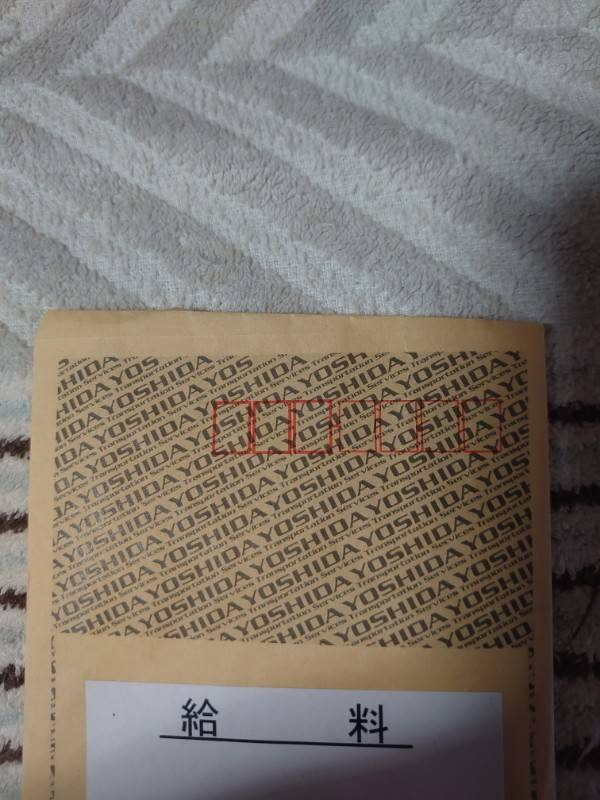 YOSHIDA Transportation Services
給 料